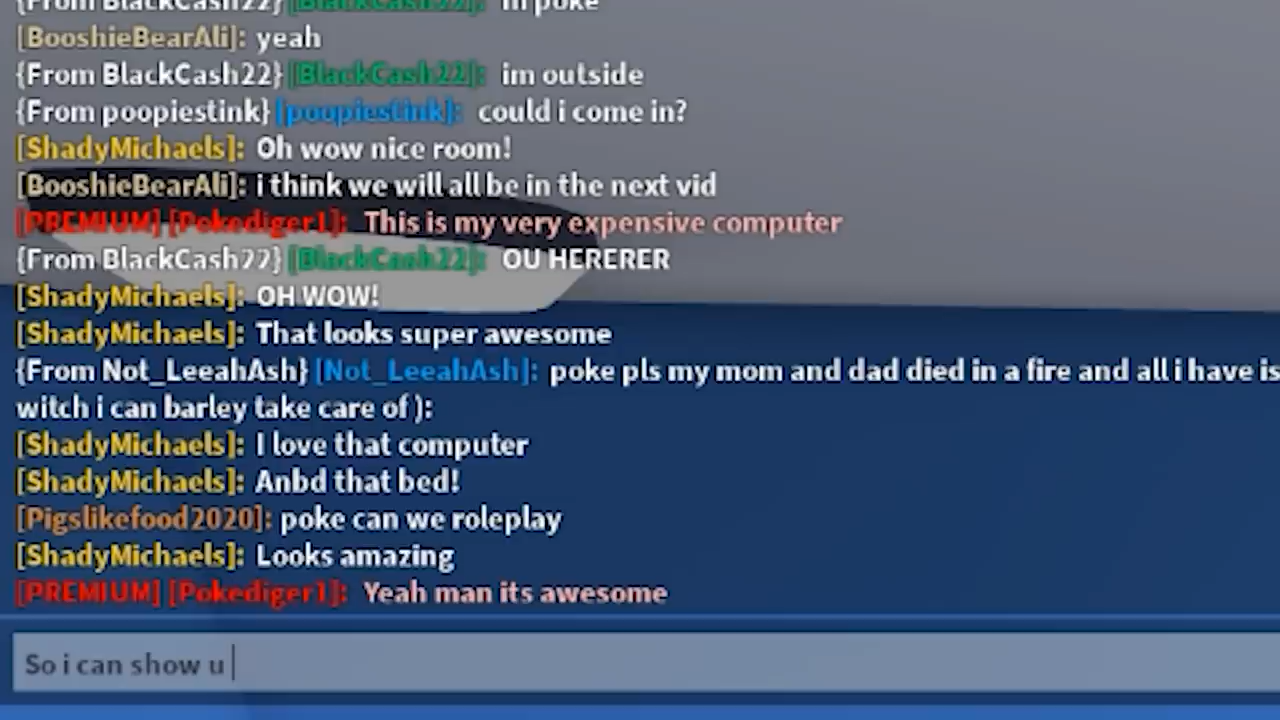 {From BlackCash22} [BlackCash22]: m poke
[BooshieBearAli]: yeah
{From BlackCash22} [BlackCash22]: im outside
{From poopiestink} [poopiestink]: could i come in?
[ShadyMichaels]: Oh wow nice room!
[BooshieBearAli]: i think we will all be in the next vid
[PREMIUM] [Pokediger1]: This is my very expensive computer
{From BlackCash22} [BlackCash22]: OU HERERER
[ShadyMichaels]: OH WOW!
[ShadyMichaels]: That looks super awesome
{From Not_LeeahAsh} [Not_LeeahAsh]: poke pls my mom and dad died in a fire and all i have is
witch i can barley take care of ):
[ShadyMichaels]: I love that computer
[ShadyMichaels]: Anbd that bed!
[Pigslikefood2020]: poke can we roleplay
[ShadyMichaels]: Looks amazing
[PREMIUM] [Pokediger1]: Yeah man its awesome
So i can show u